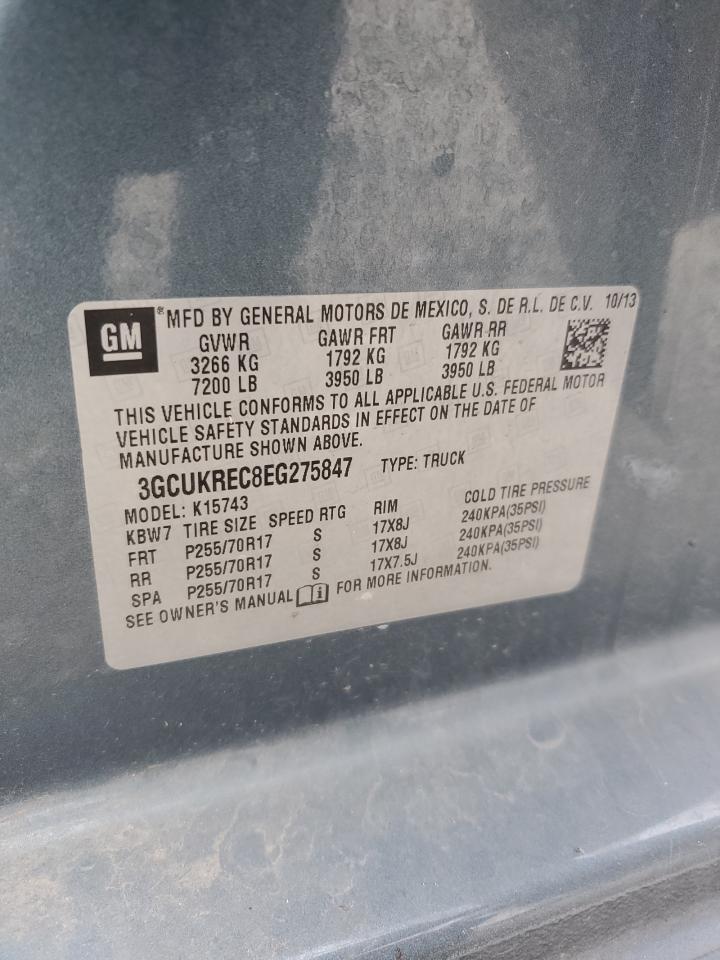 GM ® MFD BY GENERAL MOTORS DE MEXICO, S. DE R.L. DE C.V. 10/13
GVWR GAWR FRT GAWR RR
3266 KG 1792 KG 1792 KG
7200 LB 3950 LB 3950 LB
THIS VEHICLE CONFORMS TO ALL APPLICABLE U.S. FEDERAL MOTOR
VEHICLE SAFETY STANDARDS IN EFFECT ON THE DATE OF
MANUFACTURE SHOWN ABOVE.
3GCUKREC8EG275847 TYPE: TRUCK
MODEL: K15743
KBW7 TIRE SIZE SPEED RTG RIM COLD TIRE PRESSURE
FRT P255/70R17 S 17X8J 240KPA(35PSI)
RR P255/70R17 S 17X8J 240KPA(35PSI)
SPA P255/70R17 S 17X7.5J 240KPA(35PSI)
SEE OWNER'S MANUAL i FOR MORE INFORMATION.